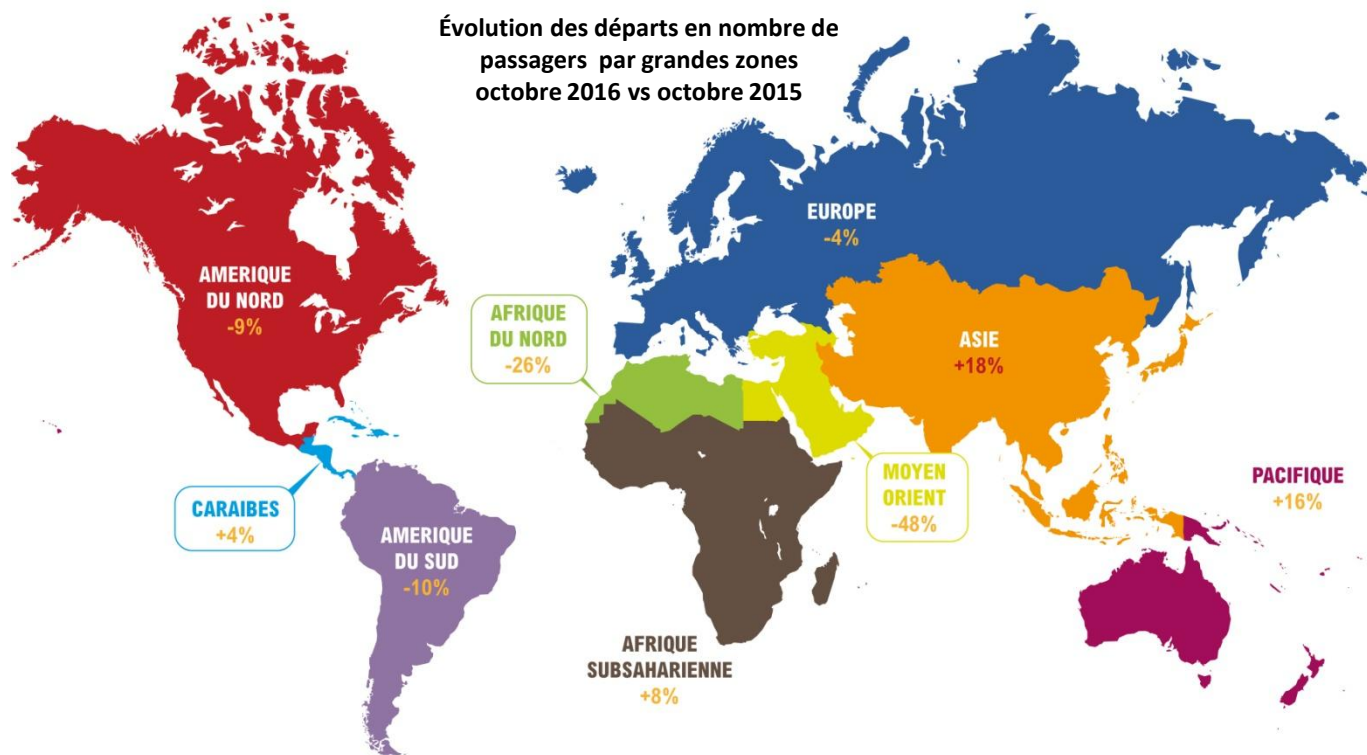 Évolution des départs en nombre de
passagers par grandes zones
octobre 2016 vs octobre 2015
EUROPE
-4%
AMERIQUE
DU NORD
-9%
AFRIQUE
DU NORD
-26%
ASIE
+18%
MOYEN
ORIENT
-48%
PACIFIQUE
+16%
CARAIBES
+4%
AMERIQUE
DU SUD
-10%
AFRIQUE
SUBSAHARIENNE
+8%